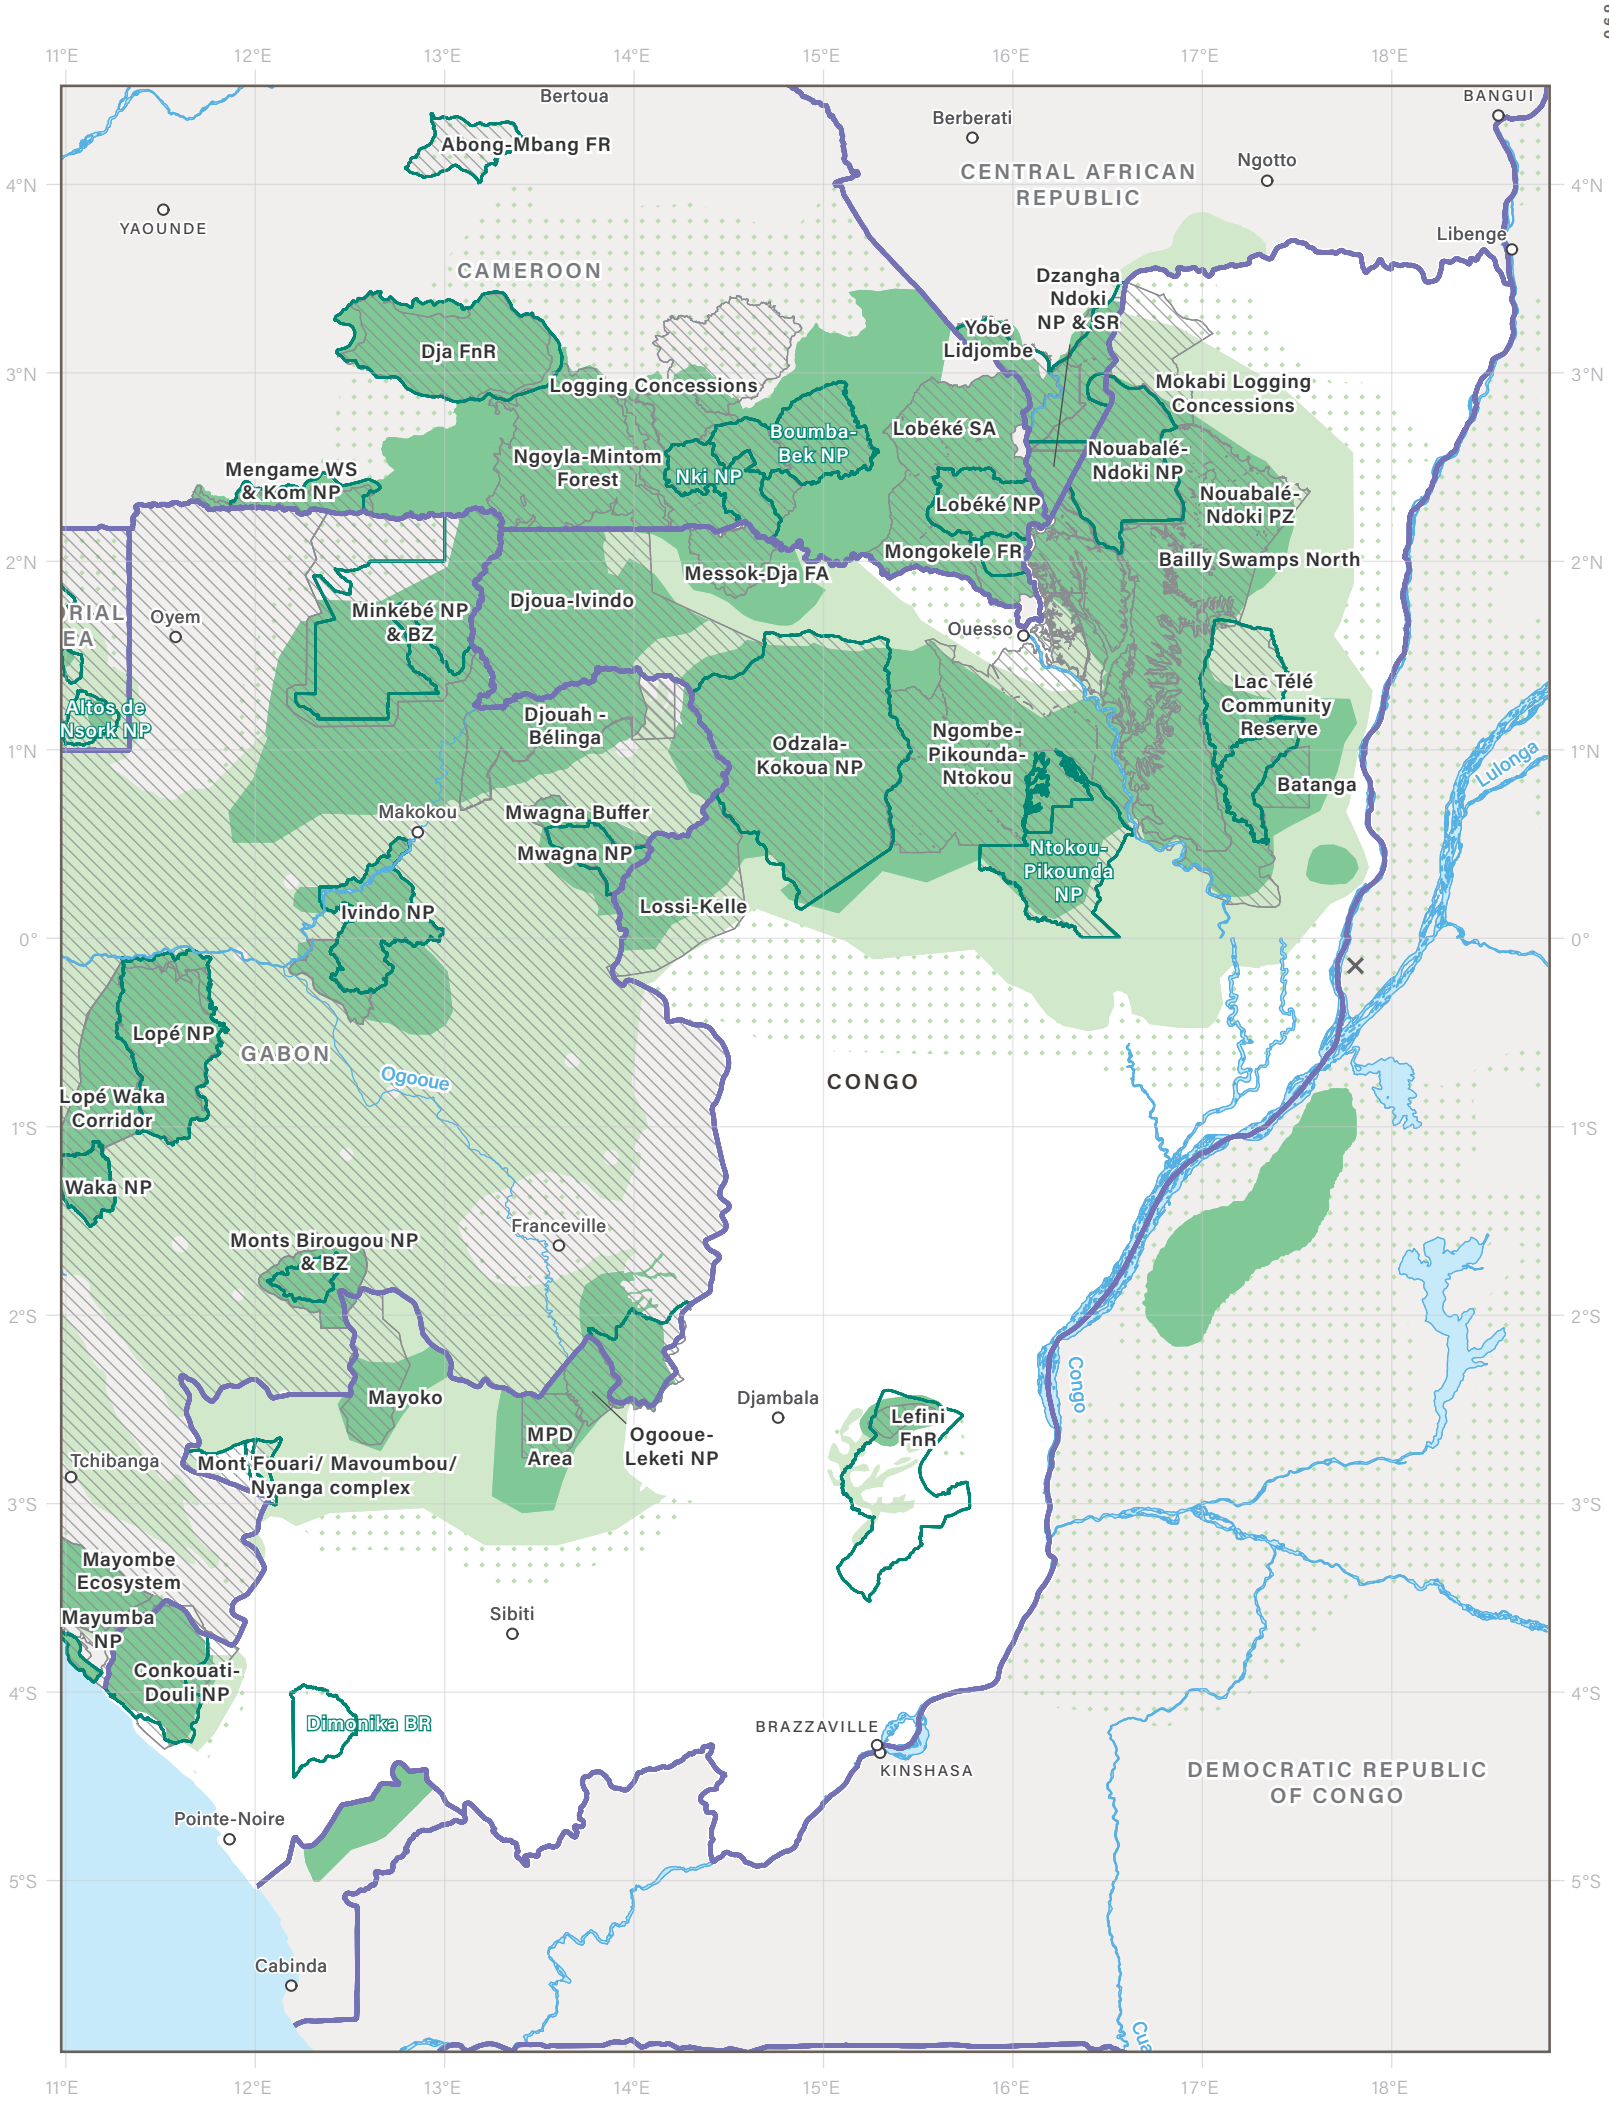 11°E 12°E 13°E 14°E 15°E 16°E 17°E 18°E
Bertoua
BANGUI
Berberati
Abong-Mbang FR
Ngotto
CENTRAL AFRICAN
REPUBLIC
4°N 4°N
YAOUNDE
Libenge
CAMEROON
Dzangha
Ndoki
NP & SR
Yobe
Lidjombe
Dja FnR
3°N 3°N
Logging Concessions
Mokabi Logging
Concessions
Lobéké SA
Boumba-
Bek NP
Nouabalé-
Ndoki NP
Ngoyla-Mintom
Forest
Nki NP
Mengame WS
& Kom NP
Nouabalé-
Ndoki PZ
Lobéké NP
Mongokele FR
Bailly Swamps North
2°N 2°N
Messok-Dja FA
Djoua-Ivindo
Minkébé NP
& BZ
ORIAL
EA
Oyem
Ouesso
Lac Télé
Community
Reserve
Altos de
Nsork NP
Djouah -
Bélinga
Odzala-
Kokoua NP
Ngombe-
Pikounda-
Ntokou
1°N 1°N
Lulonga
Batanga
Makokou
Mwagna Buffer
Mwagna NP
Ntokou-
Pikounda
NP
Ivindo NP
Lossi-Kelle
0° 0°
Lopé NP
GABON
Ogooue
CONGO
Lopé Waka
Corridor
1°S 1°S
Waka NP
Franceville
Monts Birougou NP
& BZ
2°S 2°S
Congo
Mayoko
Djambala
Lefini
FnR
MPD
Area
Ogooue-
Leketi NP
Tchibanga
Mont Fouari/ Mavoumbou/
Nyanga complex
3°S 3°S
Mayombe
Ecosystem
Mayumba
NP
Sibiti
Conkouati-
Douli NP
4°S 4°S
Dimonika BR
BRAZZAVILLE
KINSHASA
DEMOCRATIC REPUBLIC
OF CONGO
Pointe-Noire
5°S 5°S
Cabinda
Cua
11°E 12°E 13°E 14°E 15°E 16°E 17°E 18°E